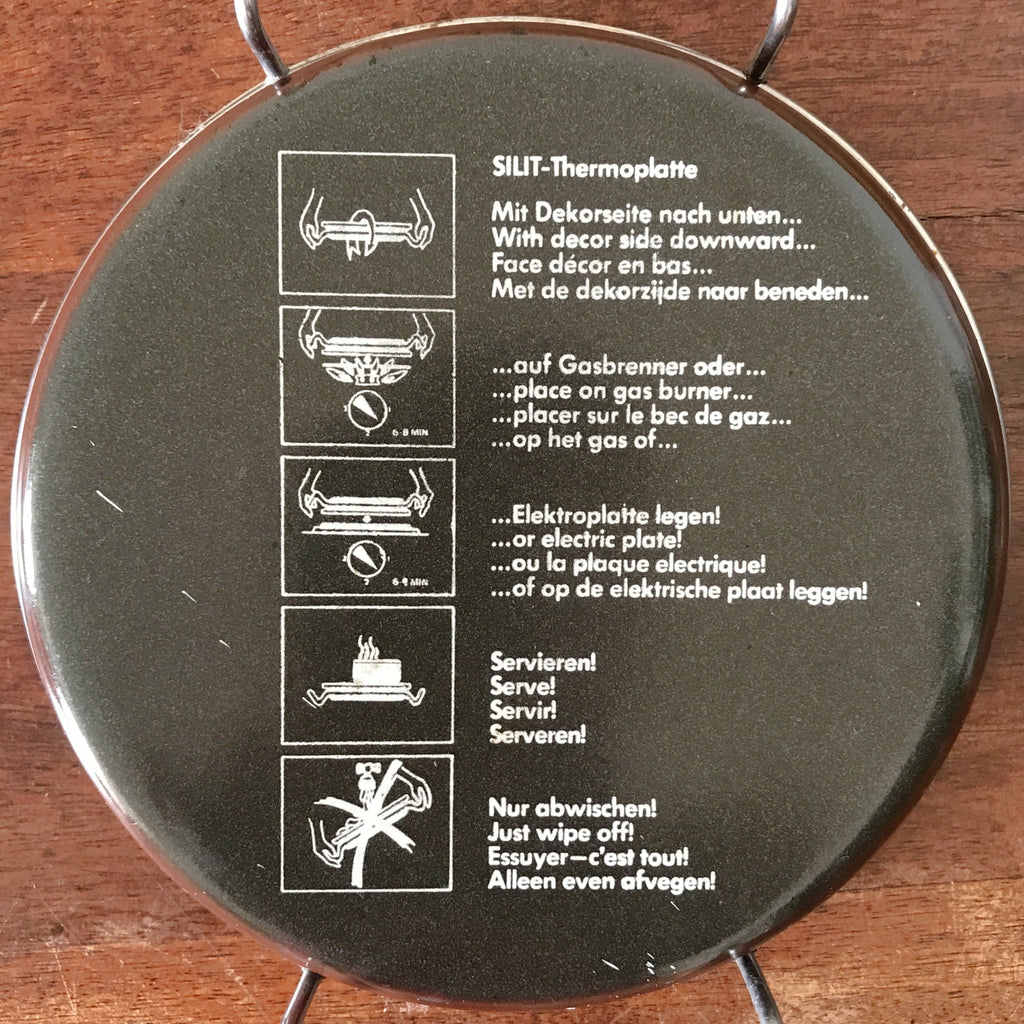 SILIT-Thermoplatte
Mit Dekorseite nach unten...
With decor side downward...
Face décor en bas...
Met de dekorzijde naar beneden...
6-8 MIN
...auf Gasbrenner oder...
...place on gas burner...
...placer sur le bec de gaz...
...op het gas of...
MIN
...Elektroplatte legen!
...or electric plate!
...ou la plaque electrique!
...of op de elektrische plaat leggen!
Servieren!
Serve!
Servir!
Serveren!
Nur abwischen!
Just wipe off!
Essuyer—c'est tout!
Alleen even afvegen!